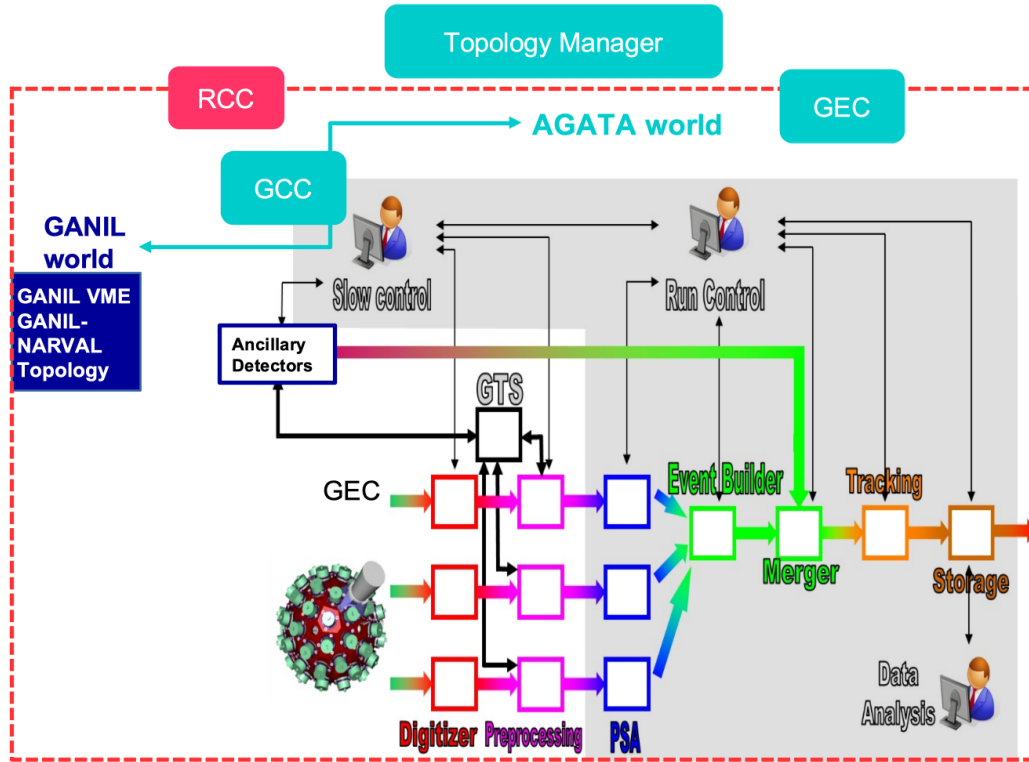 Topology Manager
RCC
GEC
AGATA world
GCC
GANIL
world
GANIL VME
GANIL-
NARVAL
Topology
Slow control
Run Control
Ancillary
Detectors
GTS
GEC
Event Builder
Tracking
Merger
Storage
Data
Analysis
Digitizer
Preprocessing
PSA